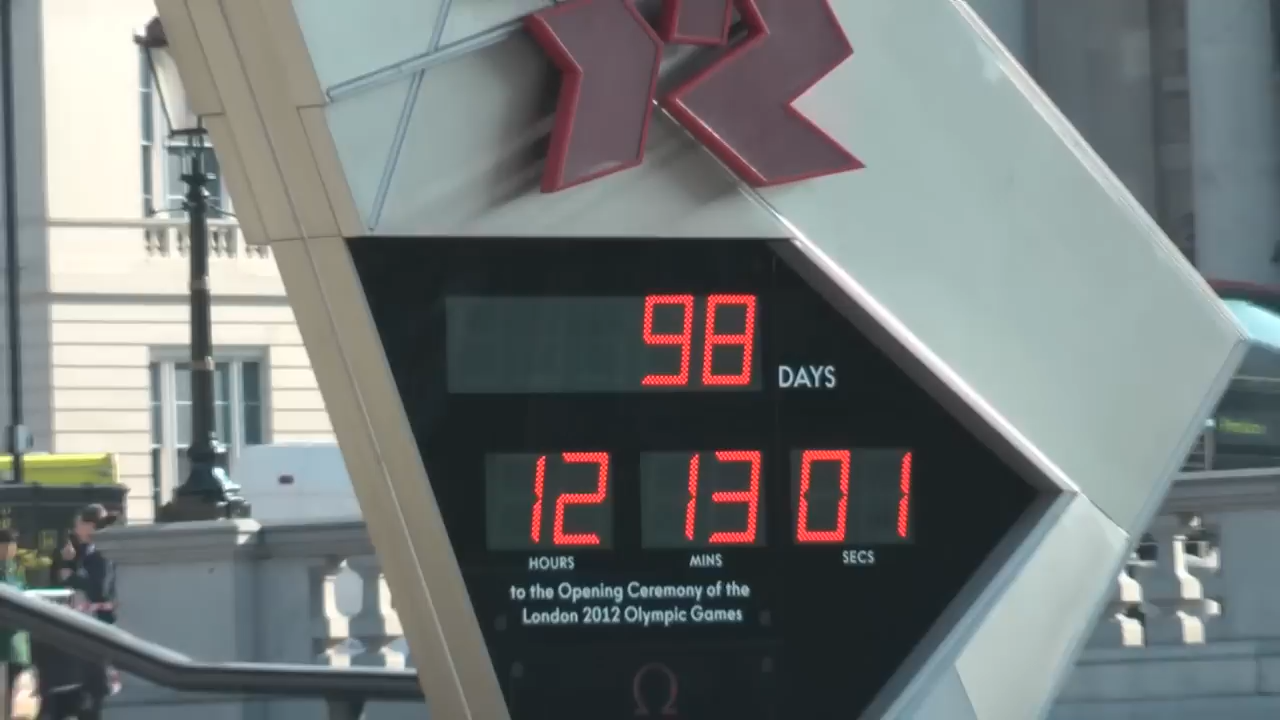 98 DAYS
12 13 01
HOURS MINS SECS
to the Opening Ceremony of the
London 2012 Olympic Games
Ω